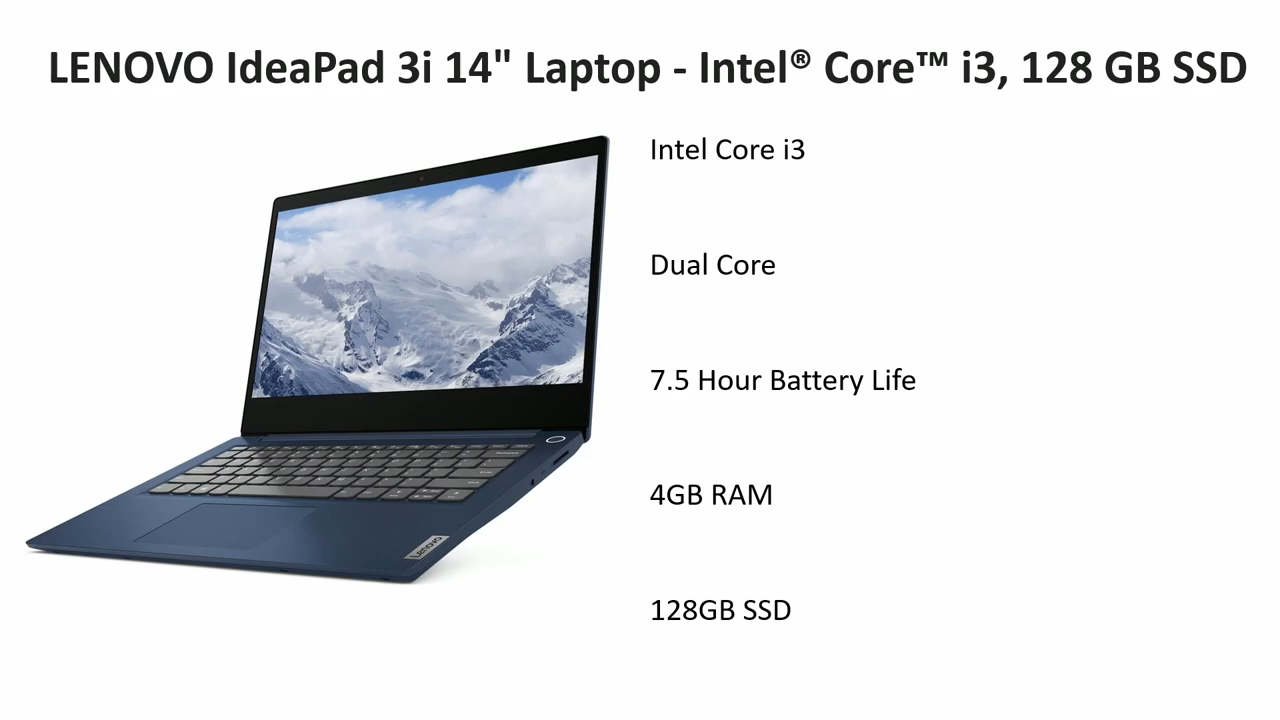 LENOVO IdeaPad 3i 14" Laptop - Intel® Core™ i3, 128 GB SSD
Intel Core i3
Dual Core
7.5 Hour Battery Life
4GB RAM
128GB SSD
Lenovo